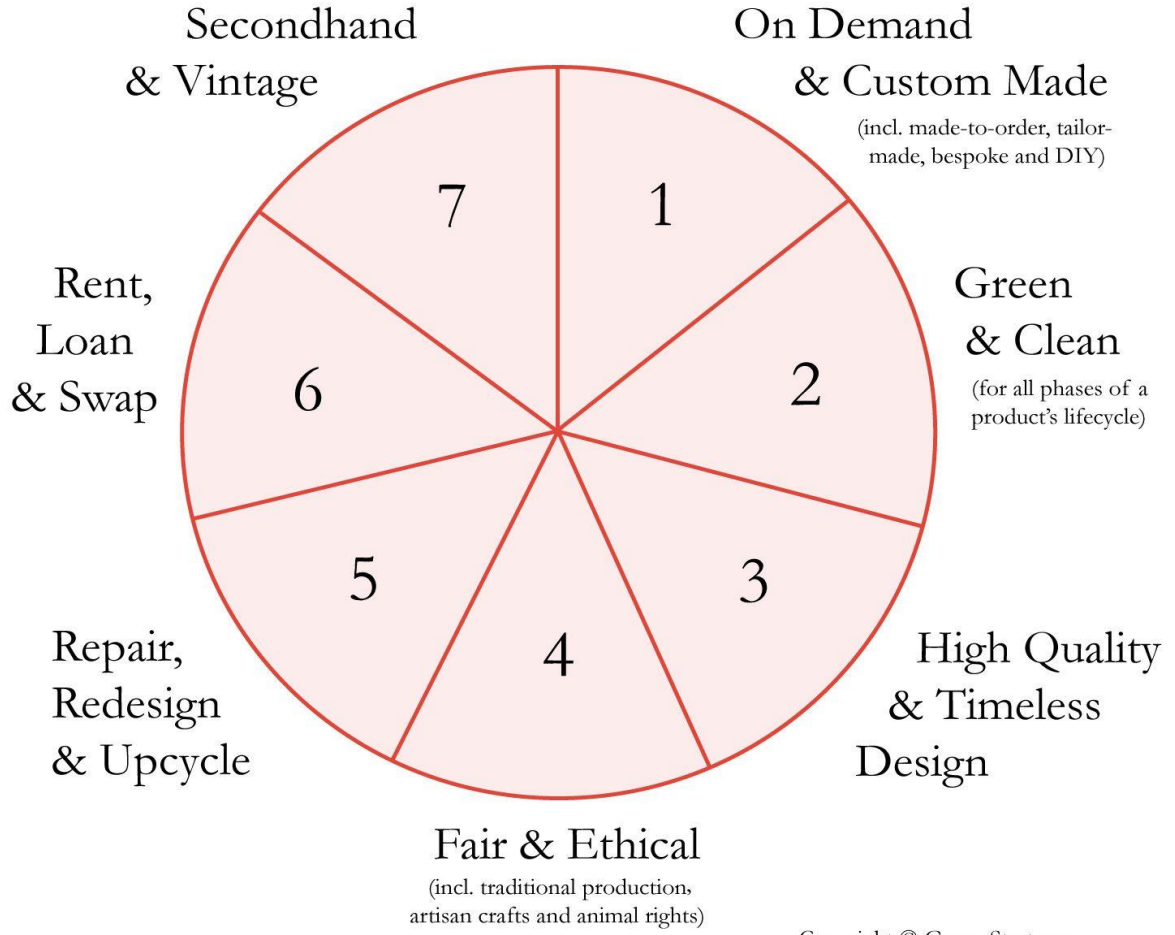 Secondhand
& Vintage
On Demand
& Custom Made
(incl. made-to-order, tailor-
made, bespoke and DIY)
7
1
Rent,
Loan
& Swap
Green
& Clean
(for all phases of a
product's lifecycle)
6
2
5
3
4
Repair,
Redesign
& Upcycle
High Quality
& Timeless
Design
Fair & Ethical
(incl. traditional production,
artisan crafts and animal rights)
Copyright ©